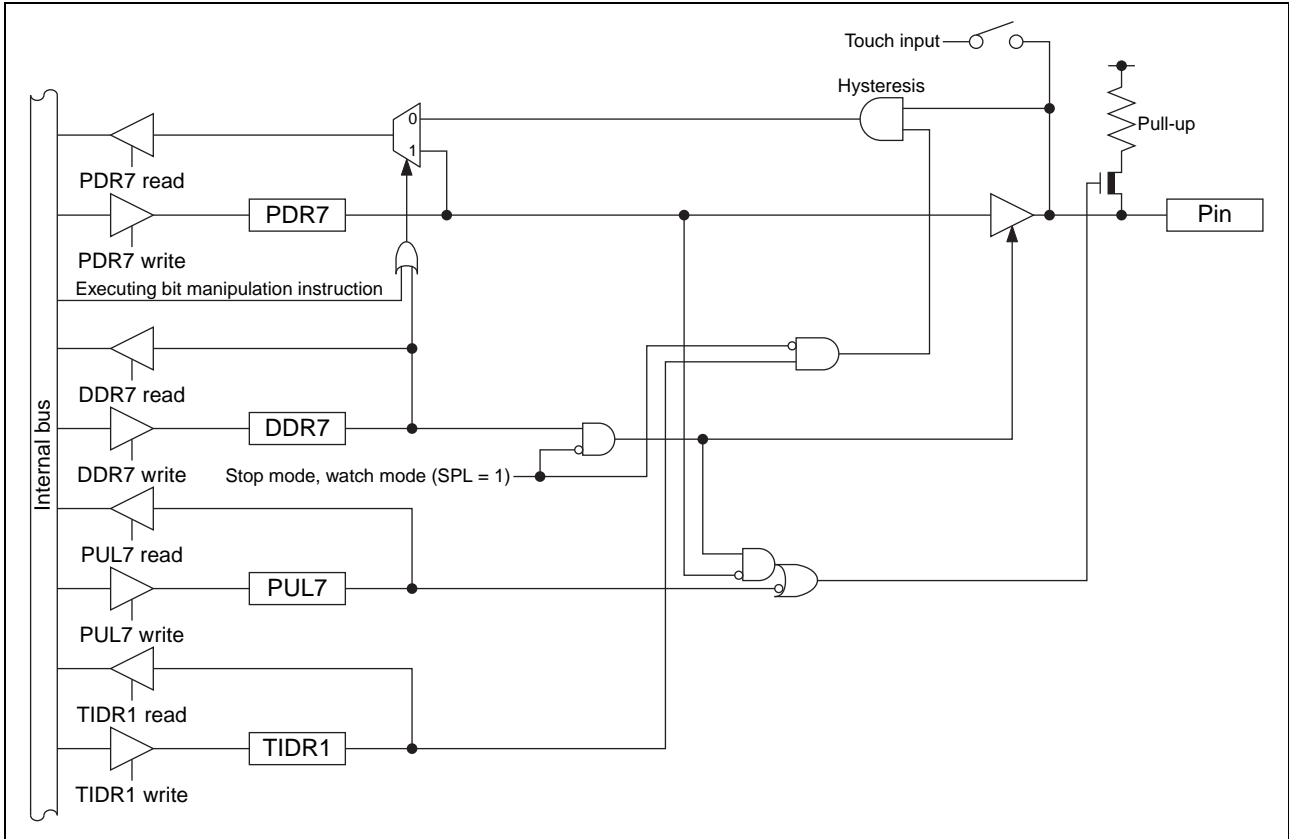 Touch input
Hysteresis
0
Pull-up
1
PDR7 read
PDR7
Pin
PDR7 write
Executing bit manipulation instruction
DDR7 read
DDR7
Internal bus
DDR7 write
Stop mode, watch mode (SPL = 1)
PUL7 read
PUL7
PUL7 write
TIDR1 read
TIDR1
TIDR1 write